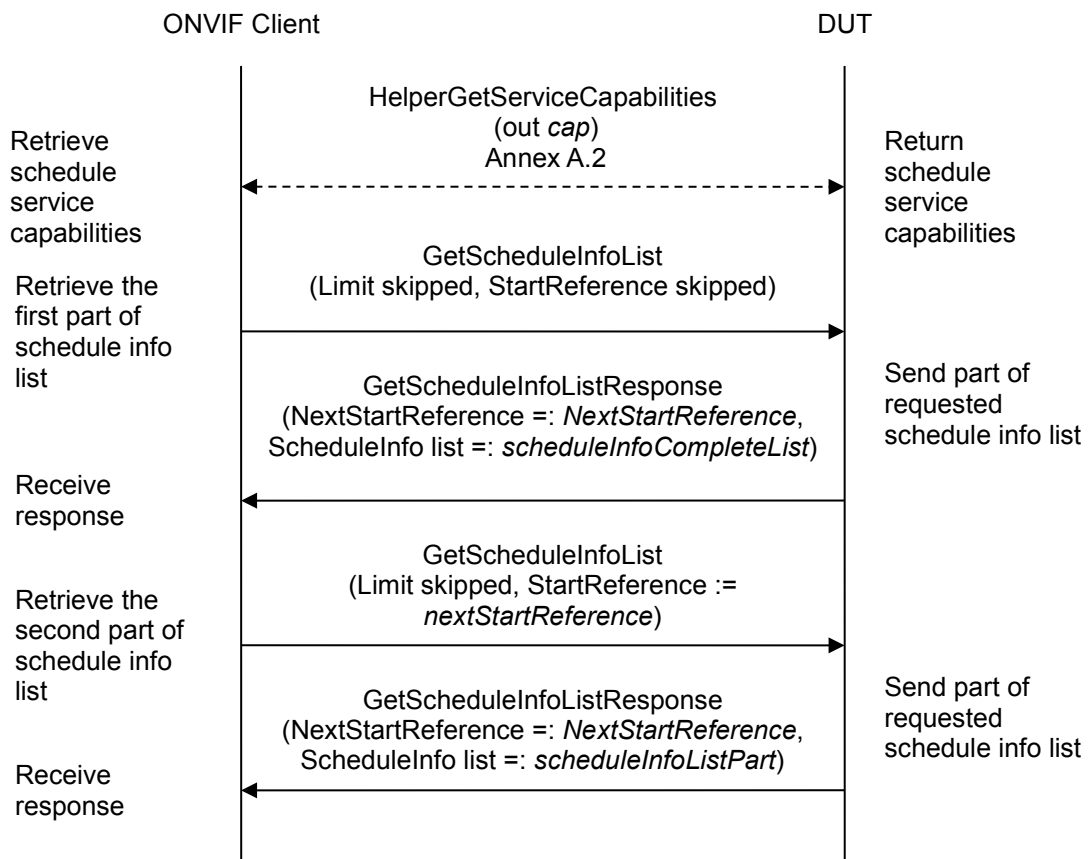 ONVIF Client
DUT
HelperGetServiceCapabilities
(out cap)
Annex A.2
Retrieve
schedule
service
capabilities
Return
schedule
service
capabilities
GetScheduleInfoList
(Limit skipped, StartReference skipped)
Retrieve the
first part of
schedule info
list
GetScheduleInfoListResponse
(NextStartReference =: NextStartReference,
ScheduleInfo list =: scheduleInfoCompleteList)
Send part of
requested
schedule info list
Receive
response
GetScheduleInfoList
(Limit skipped, StartReference :=
nextStartReference)
Retrieve the
second part of
schedule info
list
GetScheduleInfoListResponse
(NextStartReference =: NextStartReference,
ScheduleInfo list =: scheduleInfoListPart)
Send part of
requested
schedule info list
Receive
response